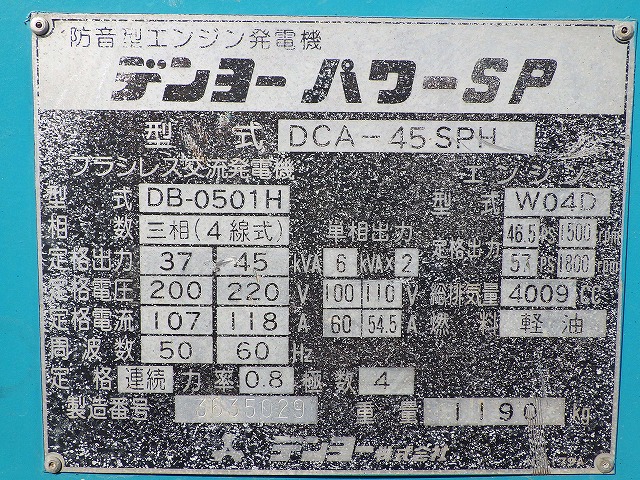 防音型エンジン発電機
デンヨーパワーSP
型式 DCA-45SPH
ブラシレス交流発電機 エンジン
型式 DB-0501H 型式 W04D
相数 三相(4線式) 単相出力 定格出力 46.5PS 1500rpm
定格出力 37 45 kVA 6 kVA×2 57PS 1800rpm
定格電圧 200 220 V 100 110 V 総排気量 4009CC
定格電流 107 118 A 60 54.5 A 燃料 軽油
周波数 50 60 Hz
定格 連続 力率 0.8 極数 4
製造番号 3635029 重量 1190 kg
デンヨー株式会社